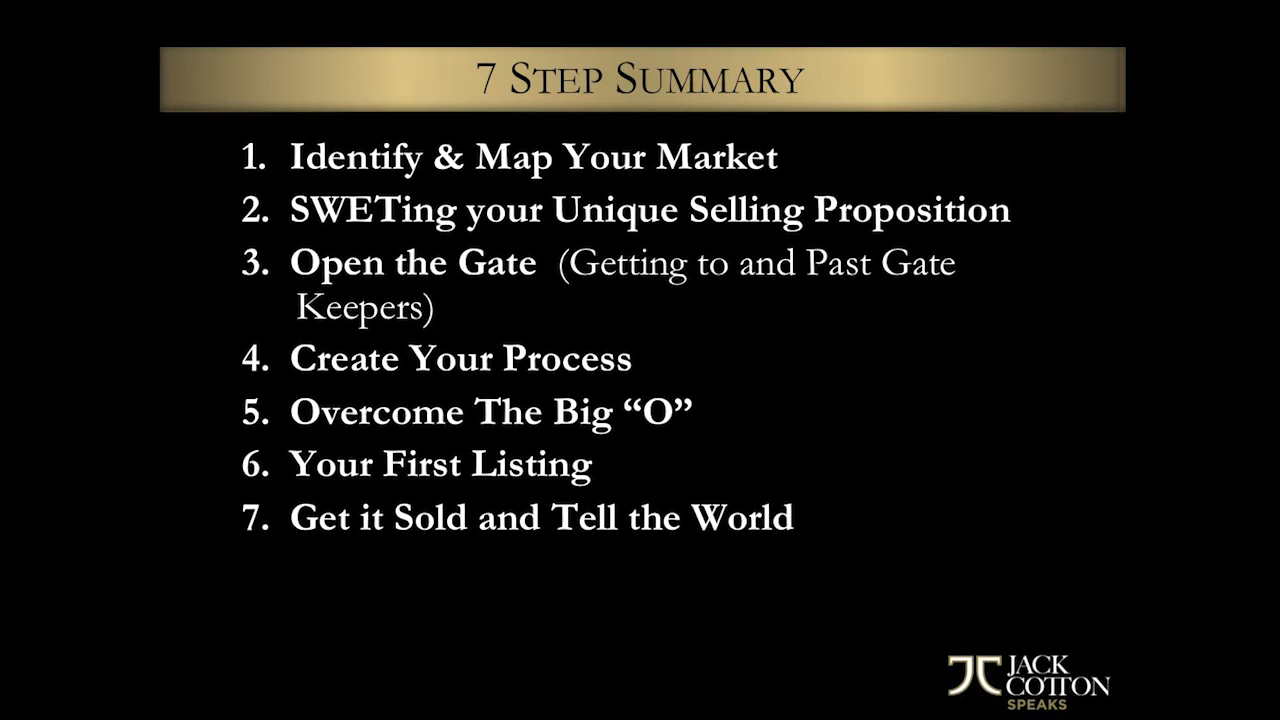 7 STEP SUMMARY
1. Identify & Map Your Market
2. SWETing your Unique Selling Proposition
3. Open the Gate (Getting to and Past Gate
Keepers)
4. Create Your Process
5. Overcome The Big “O”
6. Your First Listing
7. Get it Sold and Tell the World
JACK
COTTON
SPEAKS